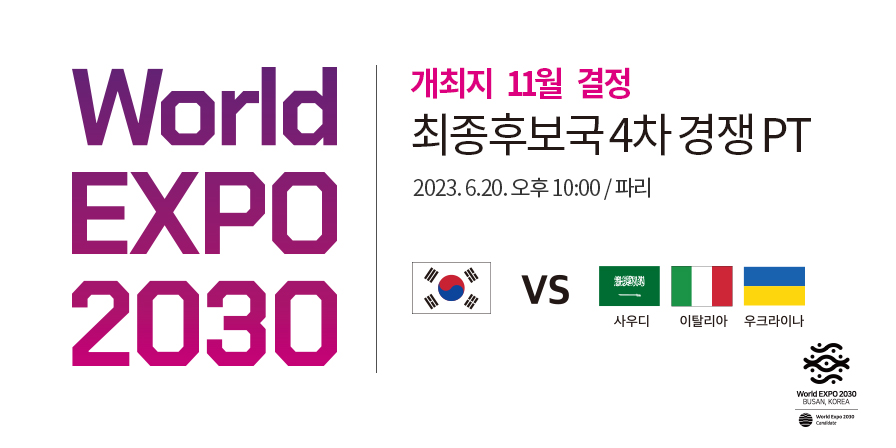 World
EXPO
2030
개최지 11월 결정
최종후보국 4차 경쟁 PT
2023. 6.20. 오후 10:00 / 파리
VS
사우디 이탈리아 우크라이나
World EXPO 2030
BUSAN, KOREA
World Expo 2030
Candidate